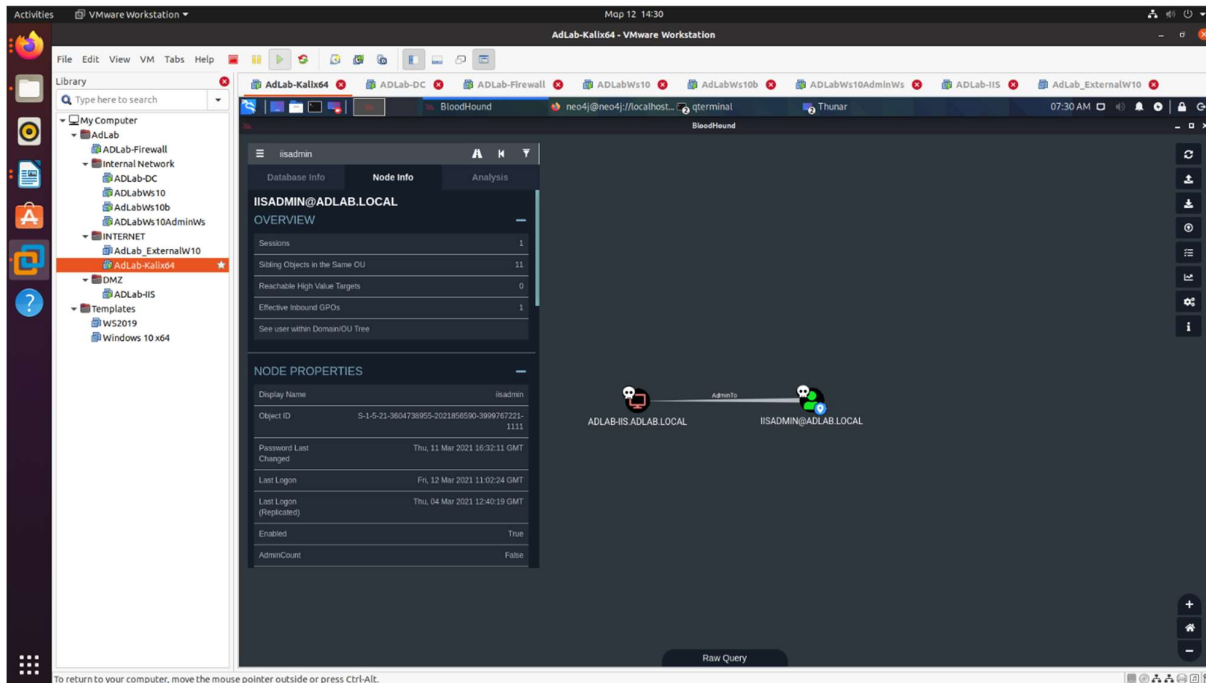 Activities VMware Workstation Мар 12 14:30
AdLab-Kalix64 - VMware Workstation
File Edit View VM Tabs Help
Library
Type here to search
My Computer
AdLab
ADLab-Firewall
Internal Network
ADLab-DC
ADLabWs10
AdLabWs10b
ADLabWs10AdminWs
INTERNET
AdLab_ExternalW10
AdLab-Kalix64
DMZ
ADLab-IIS
Templates
WS2019
Windows 10 x64
AdLab-Kalix64 ADLab-DC ADLab-Firewall ADLabWs10 AdLabWs10b ADLabWs10AdminWs ADLab-IIS AdLab_ExternalW10
BloodHound neo4j@neo4j://localhost... qterminal Thunar 07:30 AM
BloodHound
iisadmin
Database Info Node Info Analysis
IISADMIN@ADLAB.LOCAL
OVERVIEW
Sessions 1
Sibling Objects in the Same OU 11
Reachable High Value Targets 0
Effective Inbound GPOs 1
See user within Domain/OU Tree
NODE PROPERTIES
Display Name iisadmin
Object ID S-1-5-21-3604738955-2021856590-3999767221-
1111
Password Last Thu, 11 Mar 2021 16:32:11 GMT
Changed
Last Logon Fri, 12 Mar 2021 11:02:24 GMT
Last Logon Thu, 04 Mar 2021 12:40:19 GMT
(Replicated)
Enabled True
AdminCount False
AdminTo
ADLAB-IIS.ADLAB.LOCAL IISADMIN@ADLAB.LOCAL
Raw Query
To return to your computer, move the mouse pointer outside or press Ctrl-Alt.